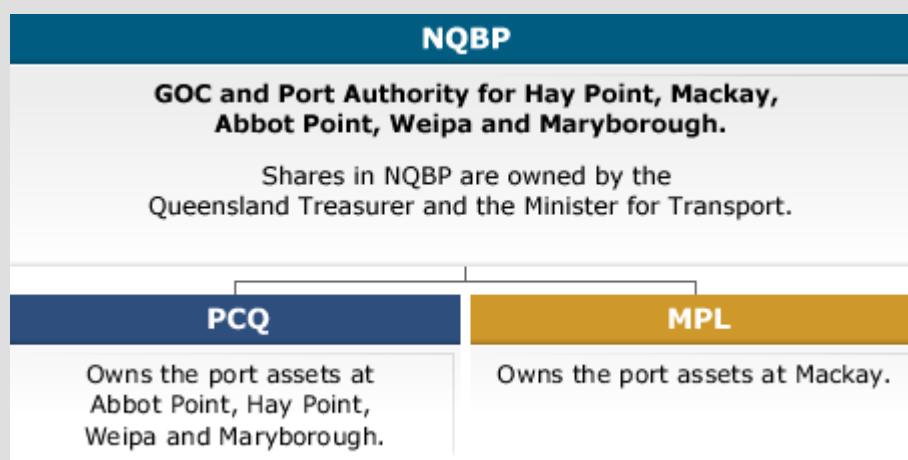 NQBP
GOC and Port Authority for Hay Point, Mackay,
Abbot Point, Weipa and Maryborough.
Shares in NQBP are owned by the
Queensland Treasurer and the Minister for Transport.
PCQ
Owns the port assets at
Abbot Point, Hay Point,
Weipa and Maryborough.
MPL
Owns the port assets at Mackay.